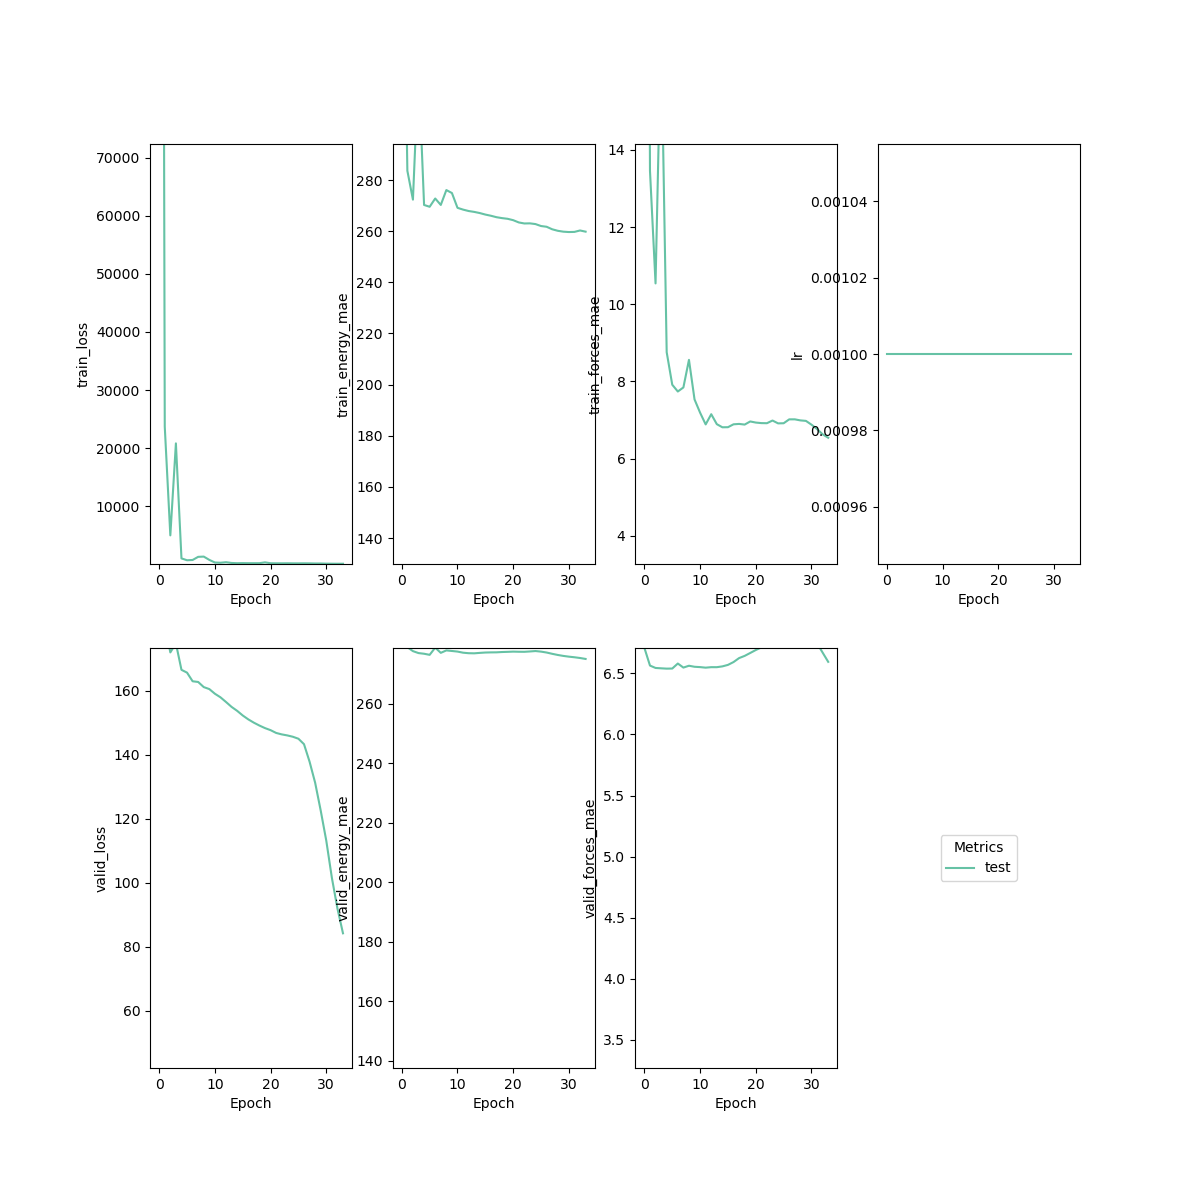 train_loss
70000
60000
50000
40000
30000
20000
10000
0 10 20 30
Epoch
train_energy_mae
280
260
240
220
200
180
160
140
0 10 20 30
Epoch
train_forces_mae
14
12
10
8
6
4
0 10 20 30
Epoch
lr
0.00104
0.00102
0.00100
0.00098
0.00096
0 10 20 30
Epoch
valid_loss
160
140
120
100
80
60
0 10 20 30
Epoch
valid_energy_mae
260
240
220
200
180
160
140
0 10 20 30
Epoch
valid_forces_mae
6.5
6.0
5.5
5.0
4.5
4.0
3.5
0 10 20 30
Epoch
Metrics
test